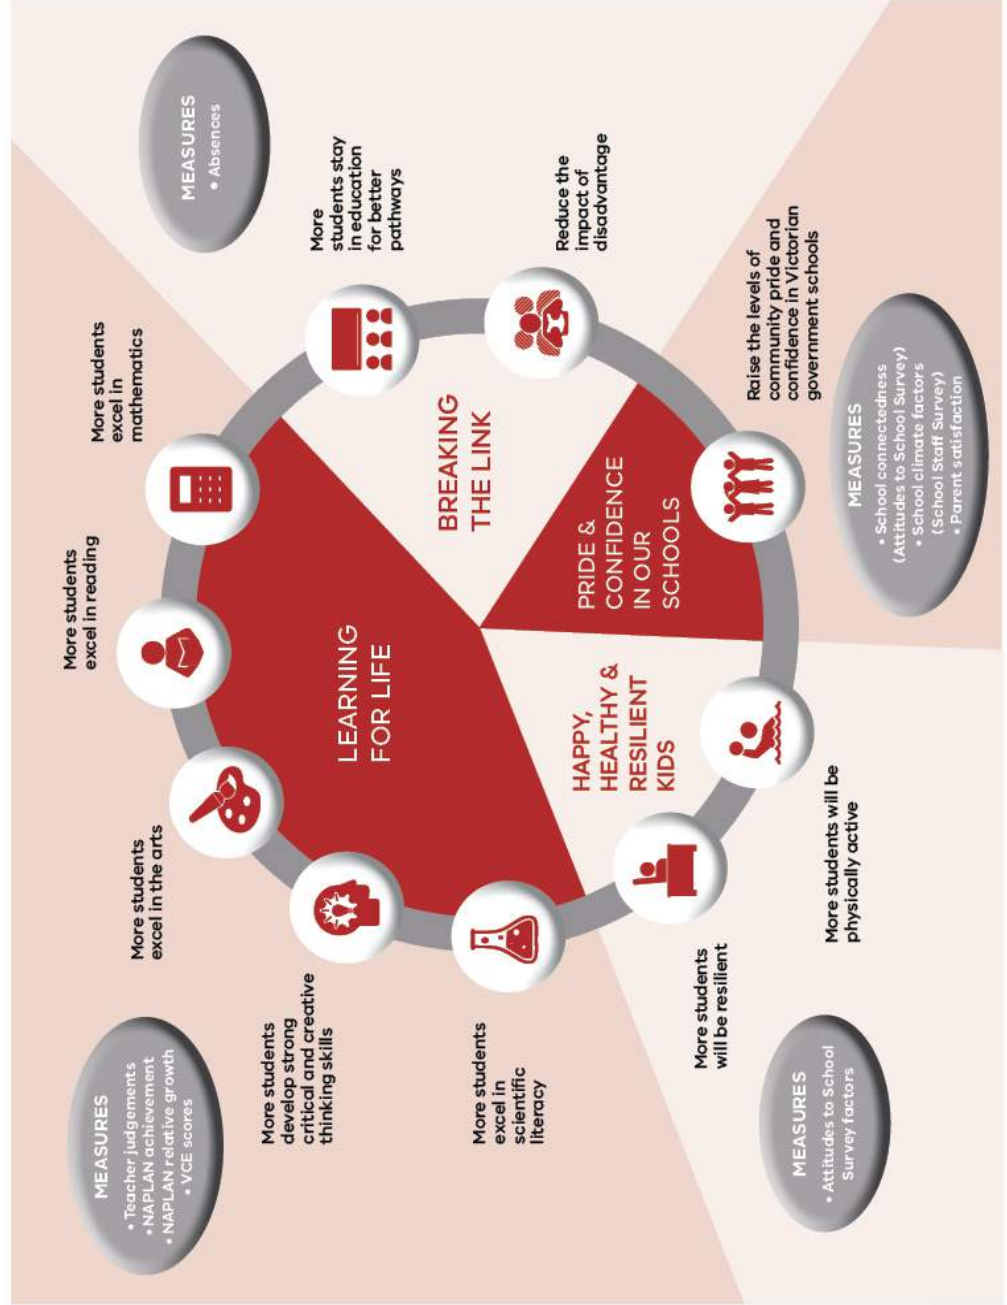 MEASURES
• Teacher judgements
• NAPLAN achievement
• NAPLAN relative growth
• VCE scores
More students
excel in the arts
More students
excel in reading
More students
excel in
mathematics
MEASURES
• Absences
More students
develop strong
critical and creative
thinking skills
More
students stay
in education
for better
pathways
LEARNING
FOR LIFE
BREAKING
THE LINK
More students
excel in
scientific
literacy
Reduce the
impact of
disadvantage
HAPPY,
HEALTHY &
RESILIENT
KIDS
PRIDE &
CONFIDENCE
IN OUR
SCHOOLS
More students
will be resilient
Raise the levels of
community pride and
confidence in Victorian
government schools
More students will be
physically active
MEASURES
• Attitudes to School
Survey factors
MEASURES
• School connectedness
(Attitudes to School Survey)
• School climate factors
(School Staff Survey)
• Parent satisfaction